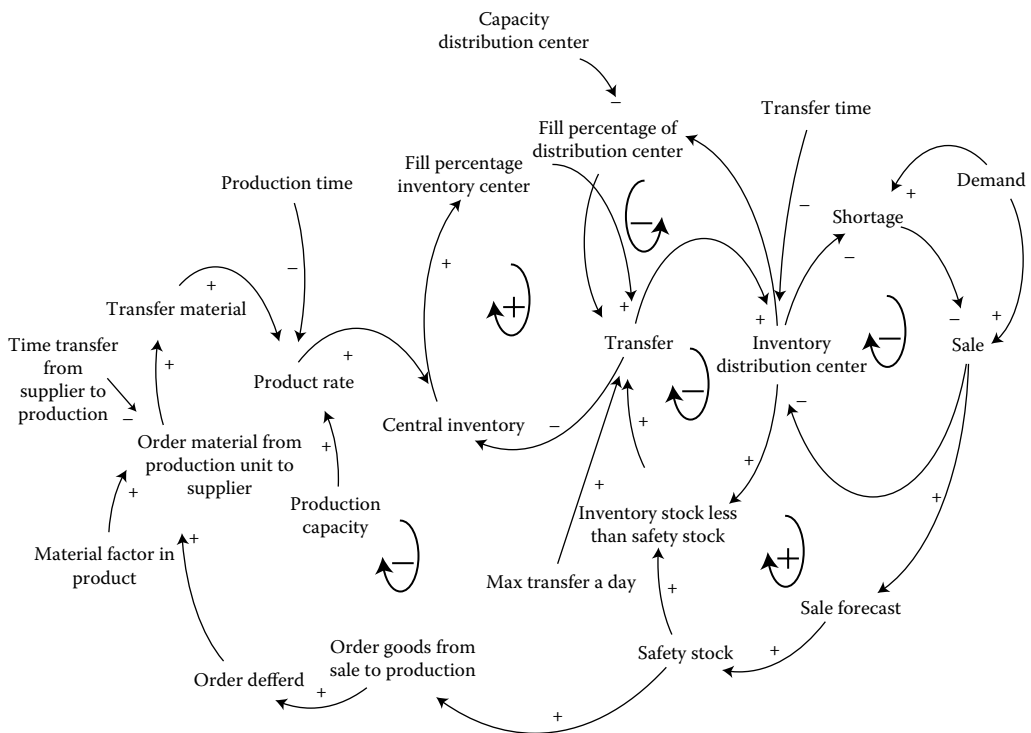 Capacity
distribution center
−
Transfer time
Fill percentage of
distribution center
Fill percentage
inventory center
Production time
Demand
+
Shortage
−
−
−
−
+
+
−
+
Transfer material
+
+
+
−
+
−
Time transfer
from
supplier to
production
−
Product rate
+
+
Transfer
Inventory
distribution center
−
Sale
−
−
Central inventory
−
+
Order material from
production unit to
supplier
+
+
+
+
Production
capacity
+
Inventory stock less
than safety stock
+
Material factor in
product
+
−
Max transfer a day
+
+
Sale forecast
Order goods from
sale to production
Safety stock
+
Order defferd
+
+